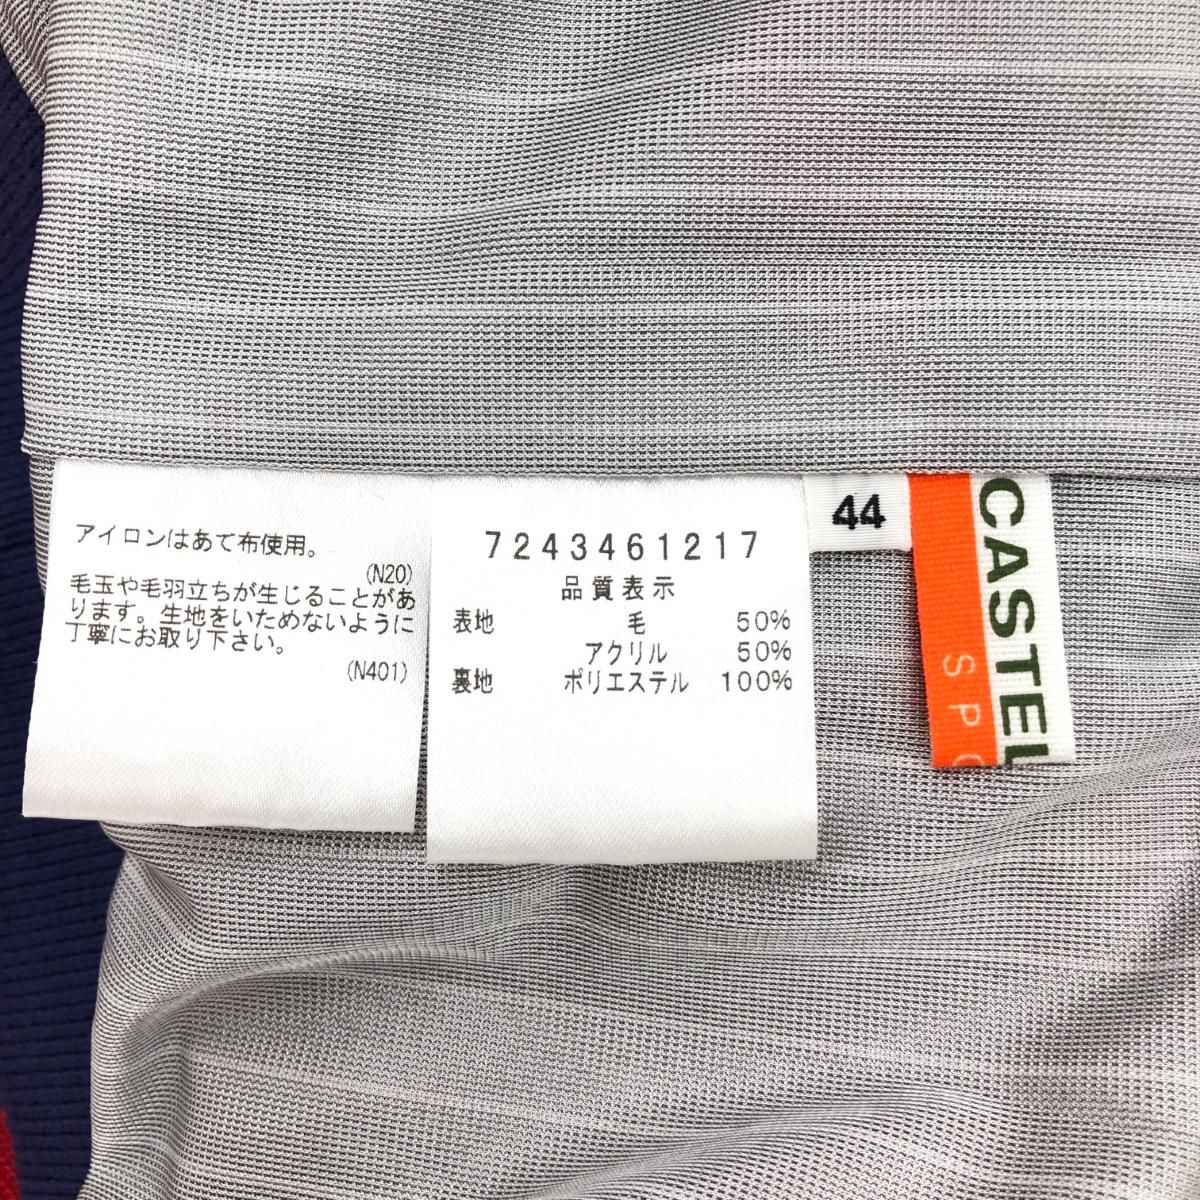 アイロンはあて布使用。
(N20)
毛玉や毛羽立ちが生じることがあ
ります。生地をいためないように
丁寧にお取り下さい。
(N401)
7243461217
品質表示
表地 毛 50%
アクリル 50%
裏地 ポリエステル 100%
44
CASTEL
SPO